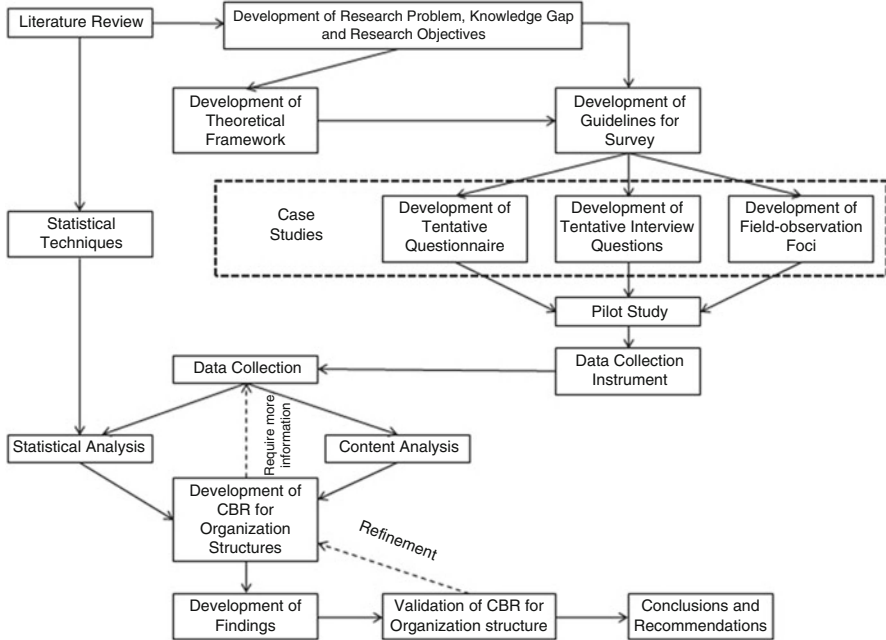 Literature Review
Development of Research Problem, Knowledge Gap
and Research Objectives
Development of
Theoretical
Framework
Development of
Guidelines for
Survey
Case
Studies
Development of
Tentative
Questionnaire
Development of
Tentative Interview
Questions
Development of
Field-observation
Foci
Statistical
Techniques
Pilot Study
Data Collection
Instrument
Data Collection
Require more
information
Statistical Analysis
Content Analysis
Development of
CBR for
Organization
Structures
Refinement
Development of
Findings
Validation of CBR for
Organization structure
Conclusions and
Recommendations